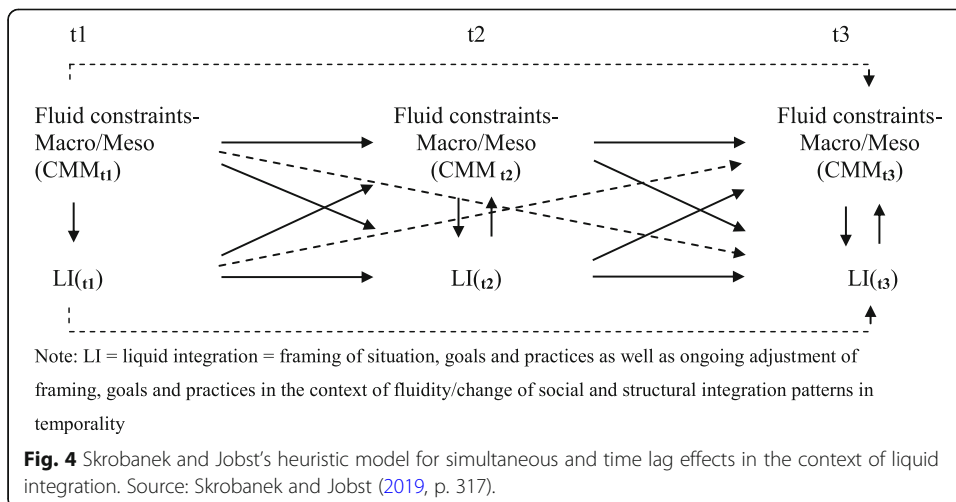 t1 t2 t3
Fluid constraints- Fluid constraints- Fluid constraints-
Macro/Meso Macro/Meso Macro/Meso
(CMMt1) (CMM t2) (CMMt3)
LI(t1) LI(t2) LI(t3)
Note: LI = liquid integration = framing of situation, goals and practices as well as ongoing adjustment of
framing, goals and practices in the context of fluidity/change of social and structural integration patterns in
temporality
Fig. 4 Skrobanek and Jobst's heuristic model for simultaneous and time lag effects in the context of liquid
integration. Source: Skrobanek and Jobst (2019, p. 317).